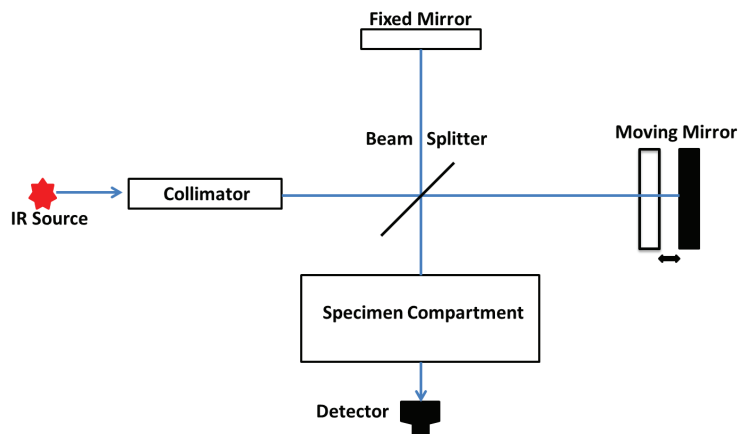 Fixed Mirror
Beam Splitter
Moving Mirror
Collimator
IR Source
Specimen Compartment
Detector